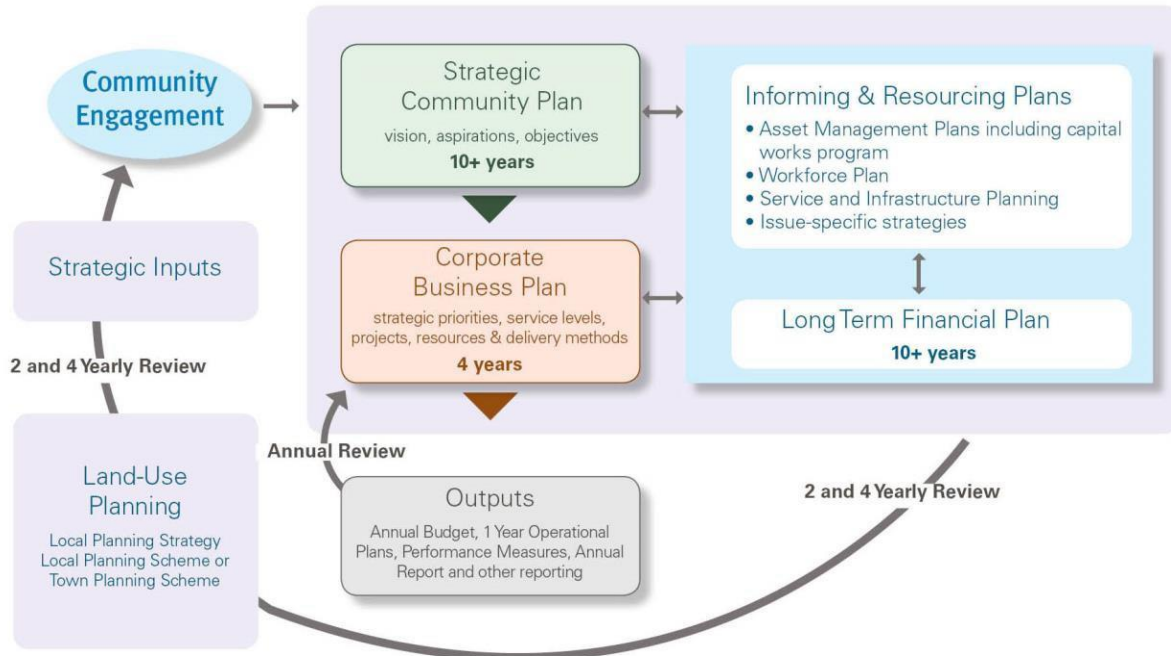 Community
Engagement
Strategic
Community Plan
vision, aspirations, objectives
10+ years
Informing & Resourcing Plans
• Asset Management Plans including capital
works program
• Workforce Plan
• Service and Infrastructure Planning
• Issue-specific strategies
Strategic Inputs
Corporate
Business Plan
strategic priorities, service levels,
projects, resources & delivery methods
4 years
Long Term Financial Plan
10+ years
2 and 4 Yearly Review
Annual Review
Land-Use
Planning
Local Planning Strategy
Local Planning Scheme or
Town Planning Scheme
Outputs
Annual Budget, 1 Year Operational
Plans, Performance Measures, Annual
Report and other reporting
2 and 4 Yearly Review